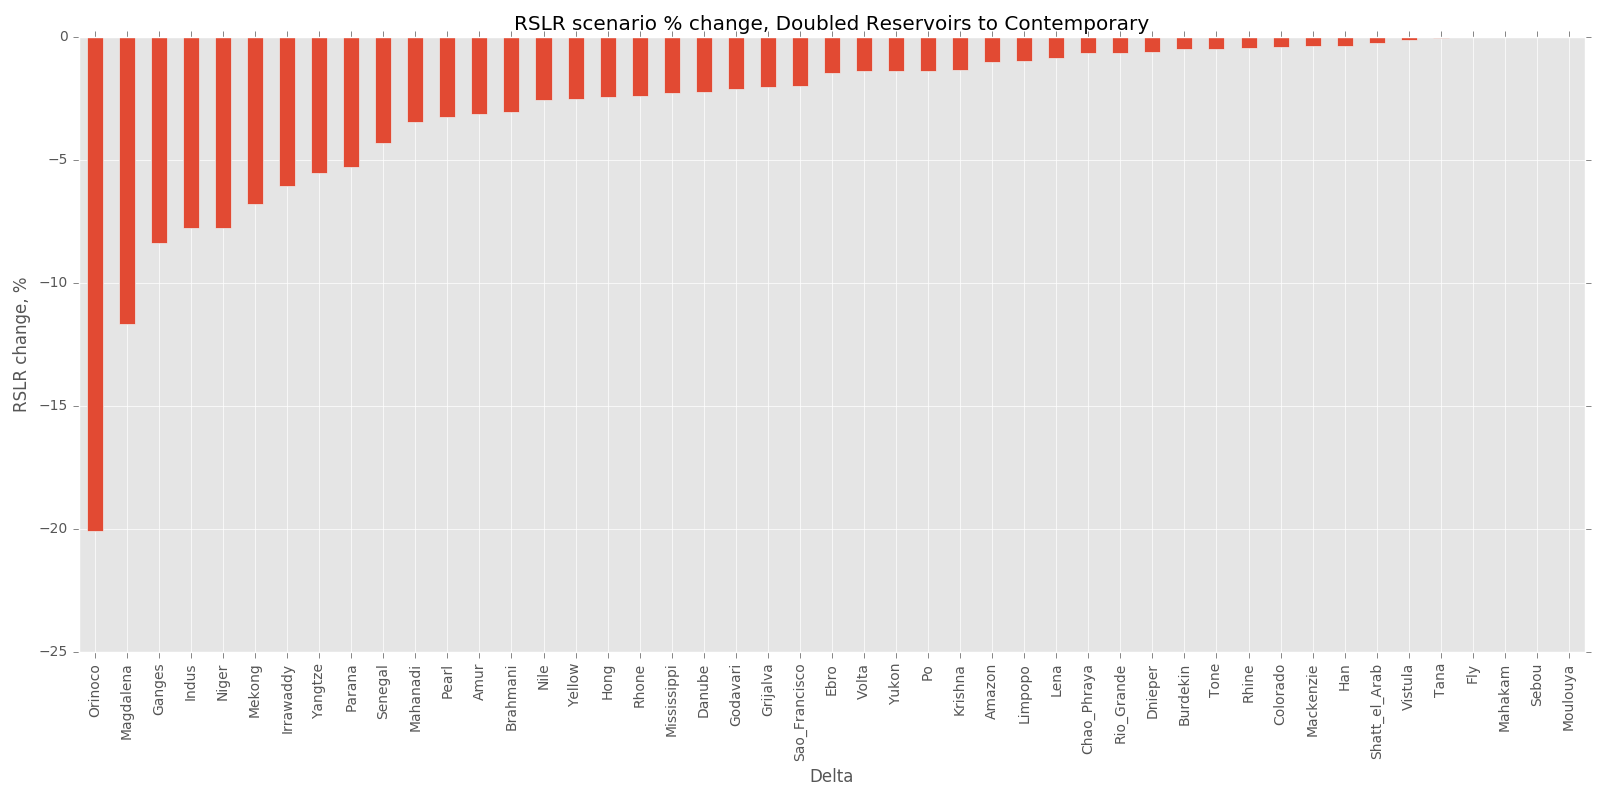 RSLR scenario % change, Doubled Reservoirs to Contemporary
0
−5
−10
−15
−20
−25
RSLR change, %
Orinoco
Magdalena
Ganges
Indus
Niger
Mekong
Irrawaddy
Yangtze
Parana
Senegal
Mahanadi
Pearl
Amur
Brahmani
Nile
Yellow
Hong
Rhone
Mississippi
Danube
Godavari
Grijalva
Sao_Francisco
Ebro
Volta
Yukon
Po
Krishna
Amazon
Limpopo
Lena
Chao_Phraya
Rio_Grande
Dnieper
Burdekin
Tone
Rhine
Colorado
Mackenzie
Han
Shatt_el_Arab
Vistula
Tana
Fly
Mahakam
Sebou
Moulouya
Delta